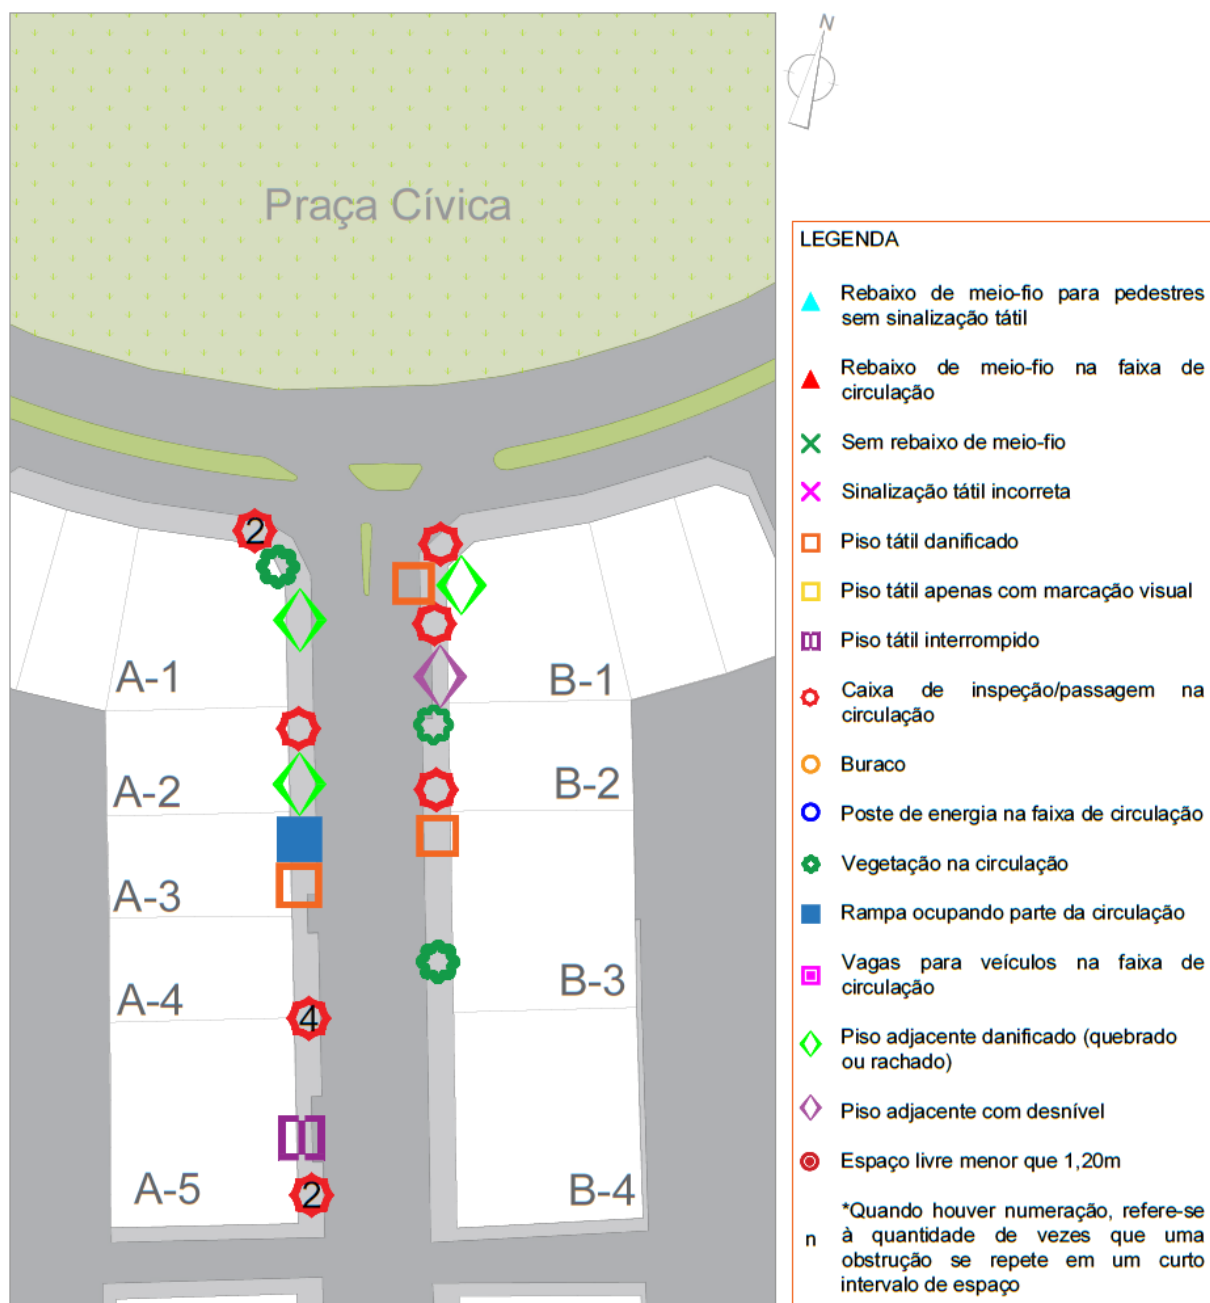 N
Praça Cívica
LEGENDA
Rebaixo de meio-fio para pedestres
sem sinalização tátil
Rebaixo de meio-fio na faixa de
circulação
Sem rebaixo de meio-fio
Sinalização tátil incorreta
Piso tátil danificado
Piso tátil apenas com marcação visual
Piso tátil interrompido
Caixa de inspeção/passagem na
circulação
Buraco
Poste de energia na faixa de circulação
Vegetação na circulação
Rampa ocupando parte da circulação
Vagas para veículos na faixa de
circulação
Piso adjacente danificado (quebrado
ou rachado)
Piso adjacente com desnível
Espaço livre menor que 1,20m
n
*Quando houver numeração, refere-se
à quantidade de vezes que uma
obstrução se repete em um curto
intervalo de espaço
2
A-1
B-1
A-2
B-2
A-3
A-4
B-3
4
A-5
2
B-4